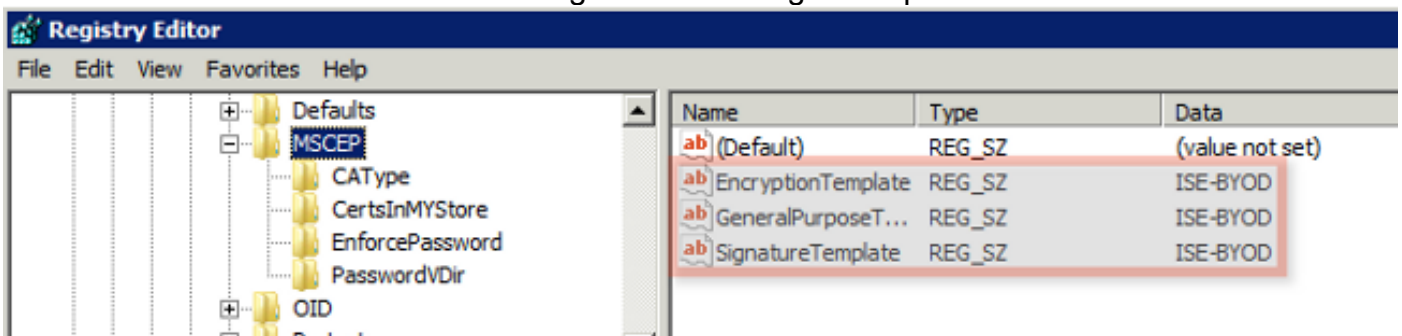 Registry Editor
File Edit View Favorites Help
Defaults
MSCEP
CAType
CertsInMYStore
EnforcePassword
PasswordVDir
OID
Name Type Data
(Default) REG_SZ (value not set)
EncryptionTemplate REG_SZ ISE-BYOD
GeneralPurposeT... REG_SZ ISE-BYOD
SignatureTemplate REG_SZ ISE-BYOD